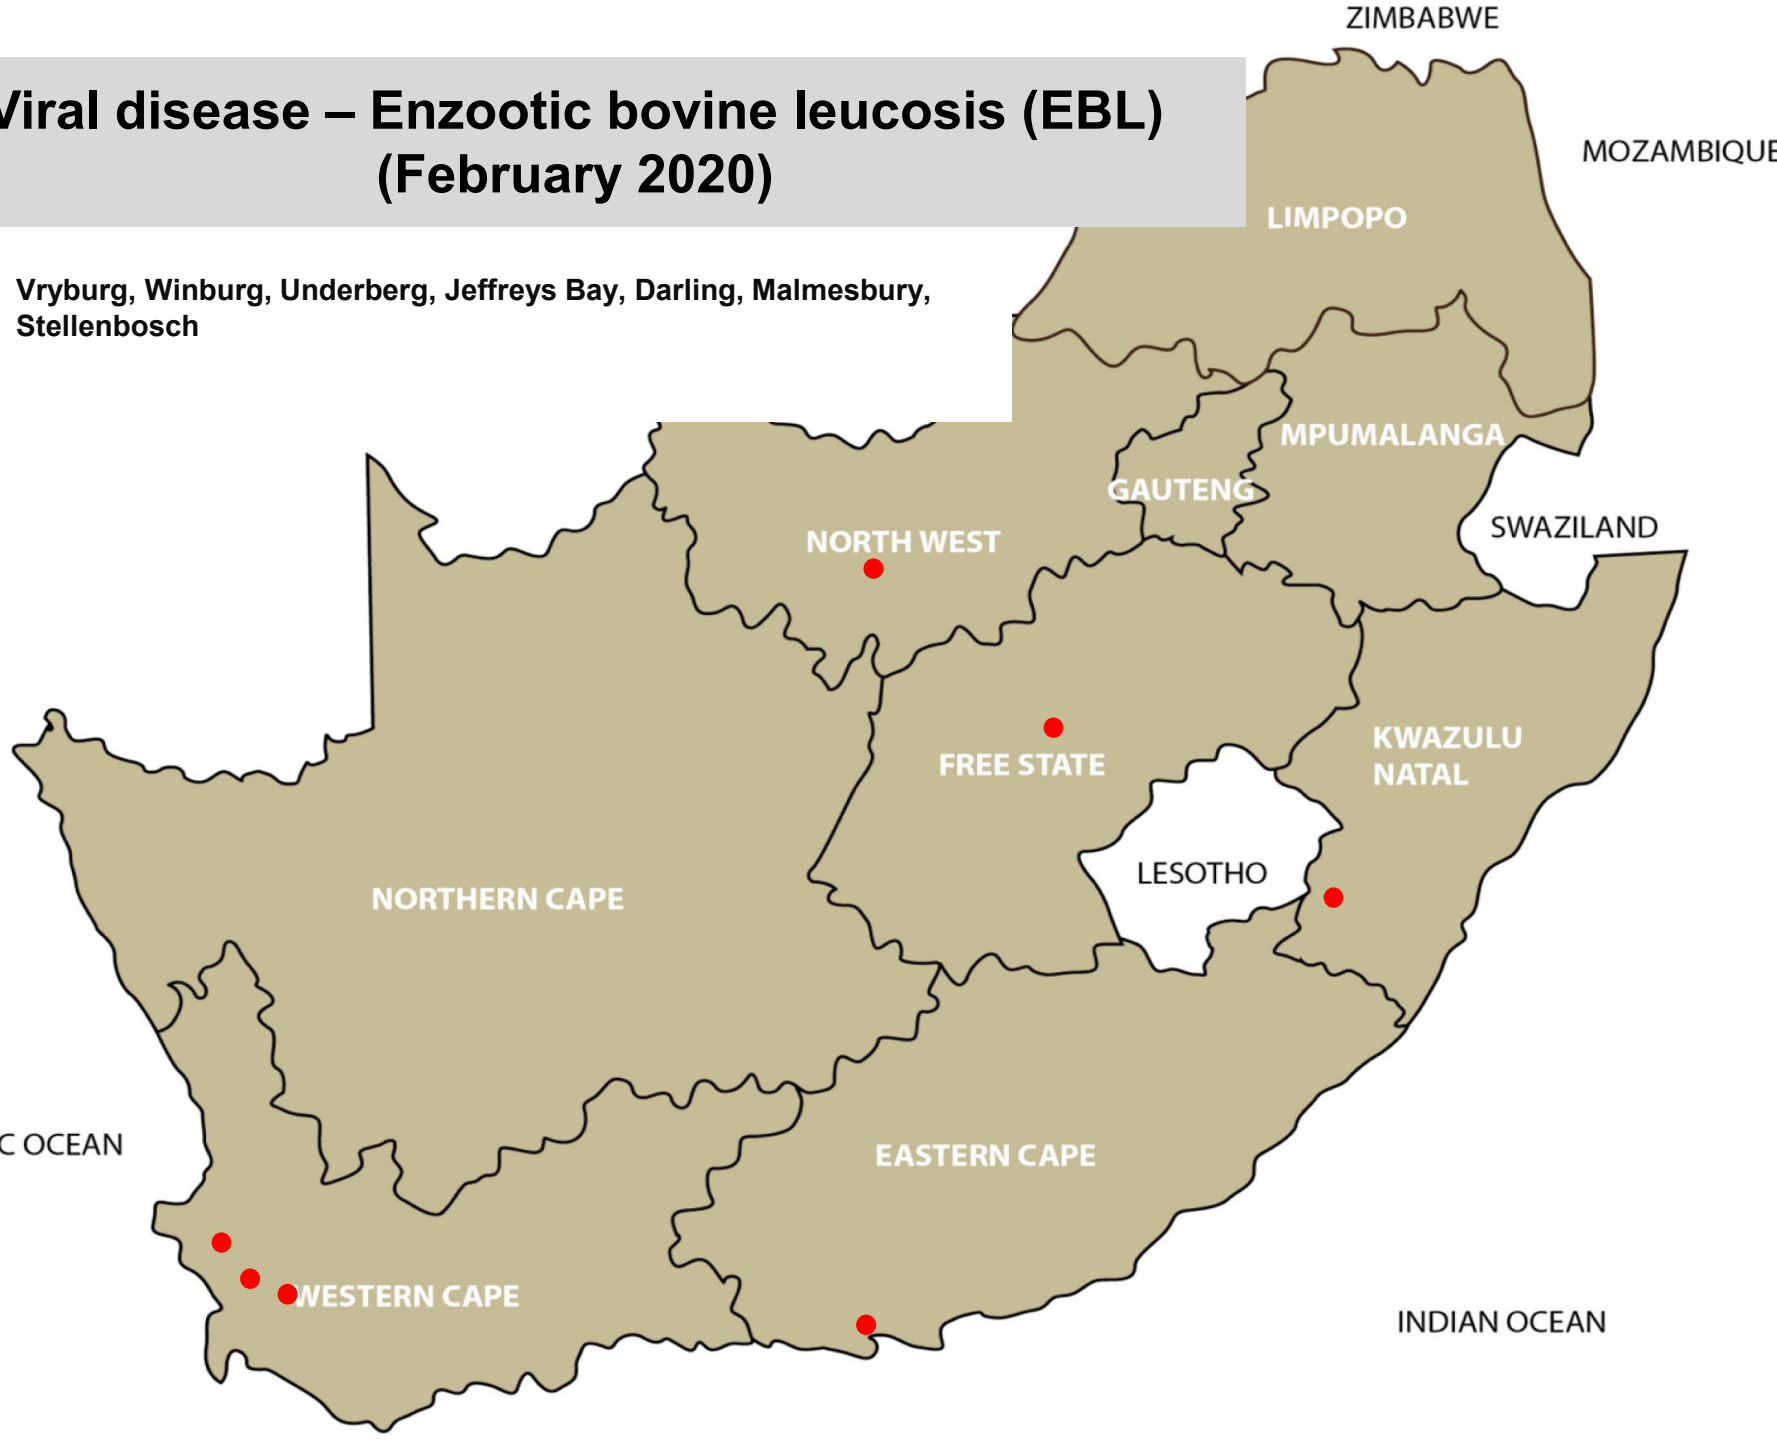 ZIMBABWE
Viral disease – Enzootic bovine leucosis (EBL)
(February 2020)
MOZAMBIQUE
LIMPOPO
Vryburg, Winburg, Underberg, Jeffreys Bay, Darling, Malmesbury,
Stellenbosch
MPUMALANGA
GAUTENG
SWAZILAND
NORTH WEST
KWAZULU
NATAL
FREE STATE
LESOTHO
NORTHERN CAPE
C OCEAN
EASTERN CAPE
WESTERN CAPE
INDIAN OCEAN